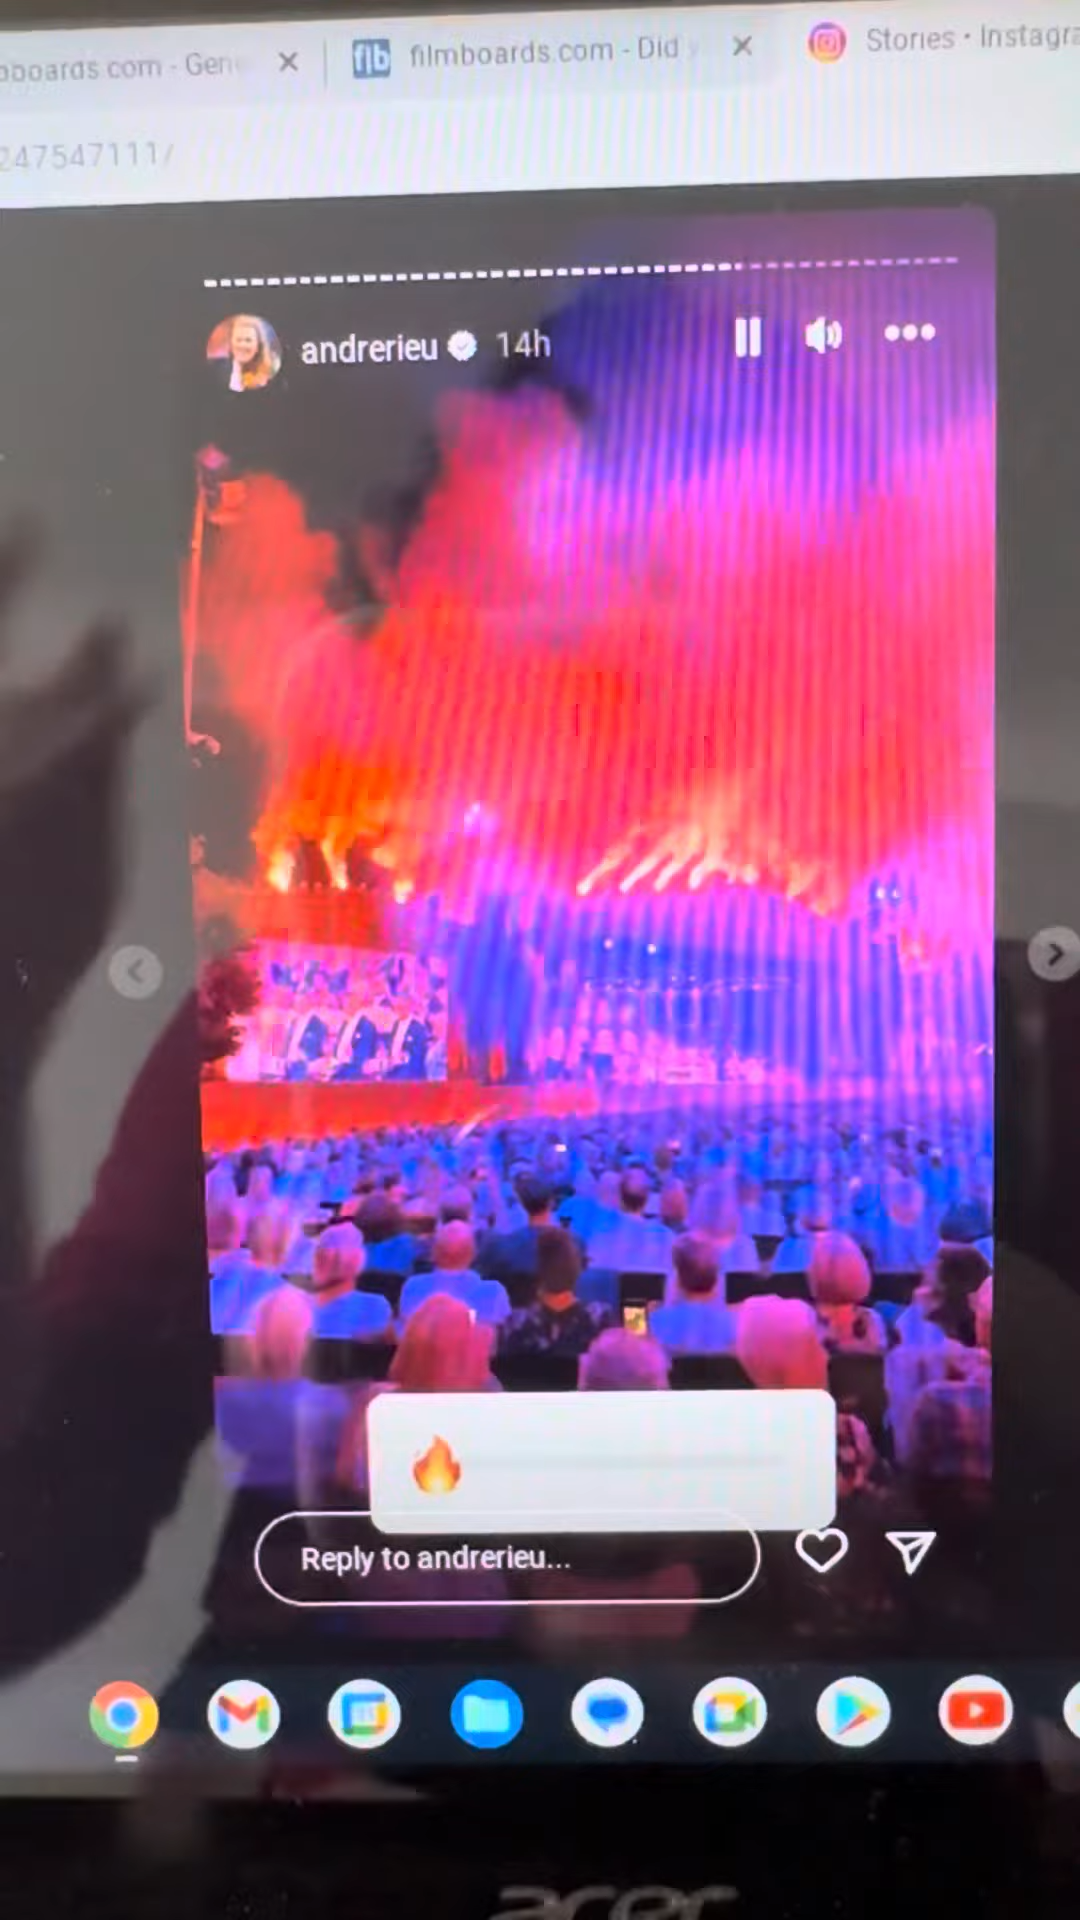 filmboards.com - Did
Stories • Instagra
247547111/
andrerieu 14h
Reply to andrerieu...
acer